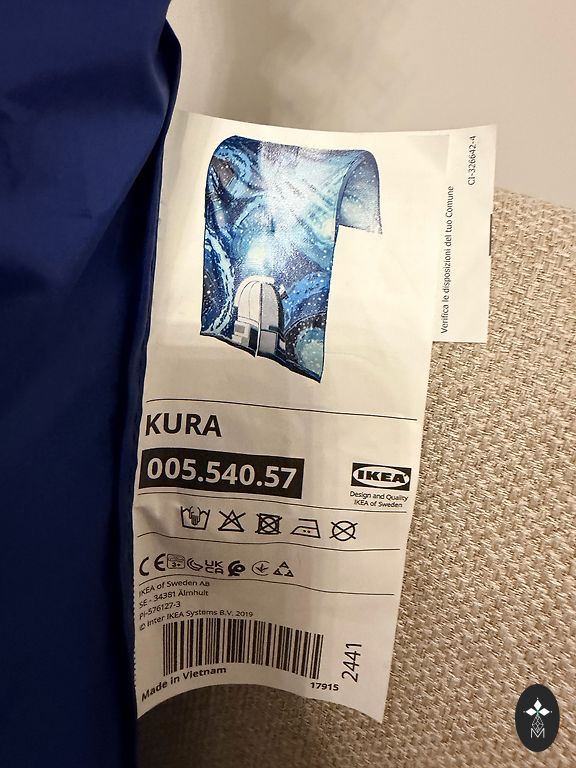 CI-326642-4
Verifica le disposizioni del tuo Comune
KURA
005.540.57
IKEA
Design and Quality
IKEA of Sweden
CE
3+
UK
CA
IKEA of Sweden AB
SE - 34381 Älmhult
PI-576127-3
© Inter IKEA Systems B.V. 2019
2441
Made in Vietnam
17915
M